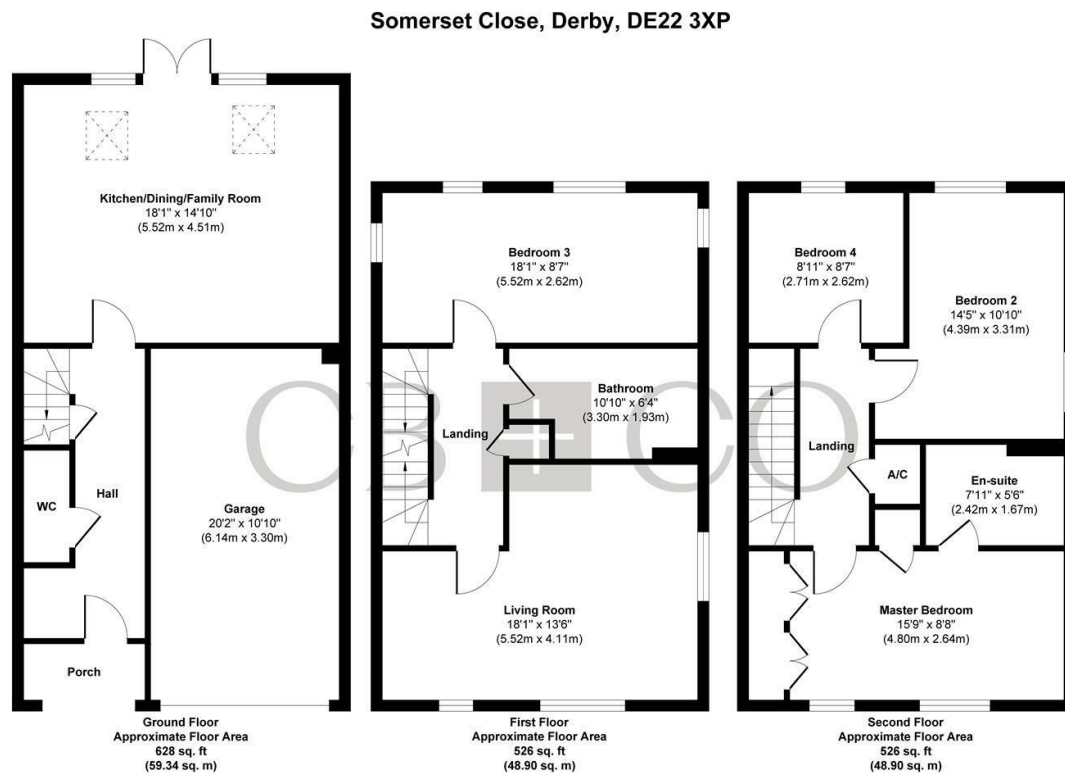 Somerset Close, Derby, DE22 3XP
Kitchen/Dining/Family Room
18'1" x 14'10"
(5.52m x 4.51m)
WC
Hall
Garage
20'2" x 10'10"
(6.14m x 3.30m)
Porch
Ground Floor
Approximate Floor Area
628 sq. ft
(59.34 sq. m)
Bedroom 3
18'1" x 8'7"
(5.52m x 2.62m)
Bathroom
10'10" x 6'4"
(3.30m x 1.93m)
Landing
Living Room
18'1" x 13'6"
(5.52m x 4.11m)
First Floor
Approximate Floor Area
526 sq. ft
(48.90 sq. m)
Bedroom 4
8'11" x 8'7"
(2.71m x 2.62m)
Bedroom 2
14'5" x 10'10"
(4.39m x 3.31m)
Landing
A/C
En-suite
7'11" x 5'6"
(2.42m x 1.67m)
Master Bedroom
15'9" x 8'8"
(4.80m x 2.64m)
Second Floor
Approximate Floor Area
526 sq. ft
(48.90 sq. m)
CB + CO